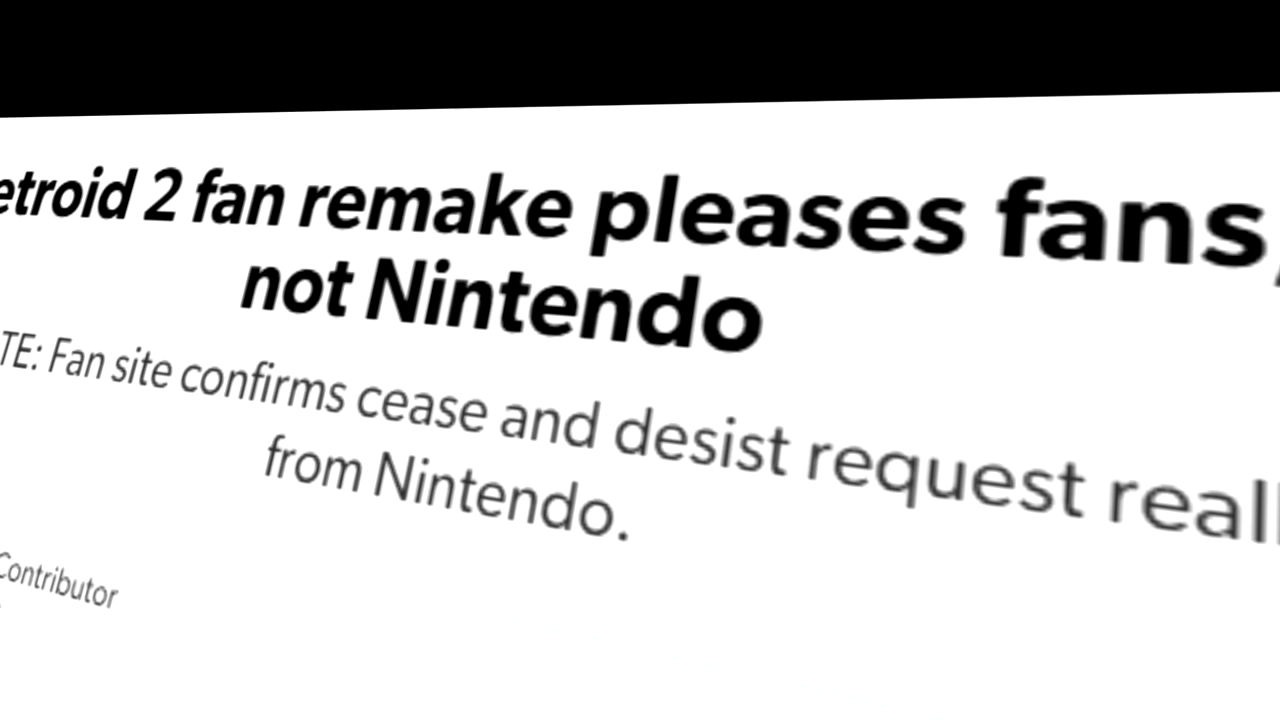 etroid 2 fan remake pleases fans,
not Nintendo
TE: Fan site confirms cease and desist request reall
from Nintendo.
Contributor